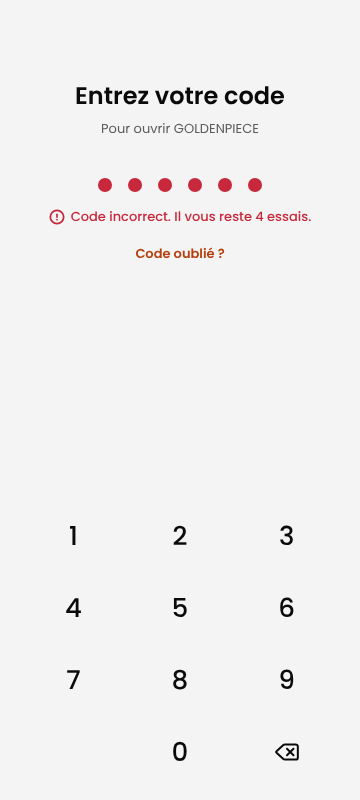 Entrez votre code
Pour ouvrir GOLDENPIECE
Code incorrect. Il vous reste 4 essais.
Code oublié ?
1 2 3
4 5 6
7 8 9
0